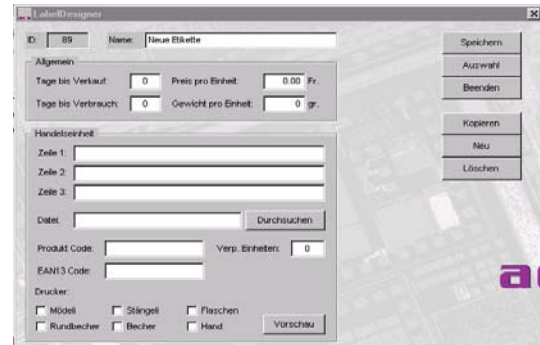 LabelDesigner
ID: 89 Name: Neue Etikette
Speichern
Auswahl
Beenden
Kopieren
Neu
Löschen
Allgemein
Tage bis Verkauf: 0 Preis pro Einheit: 0.00 Fr.
Tage bis Verbrauch: 0 Gewicht pro Einheit: 0 gr.
Handelseinheit
Zeile 1:
Zeile 2:
Zeile 3:
Datei: Durchsuchen
Produkt Code: Verp. Einheiten: 0
EAN13 Code:
Drucker:
Mödeli Stängeli Flaschen
Rundbecher Becher Hand Vorschau